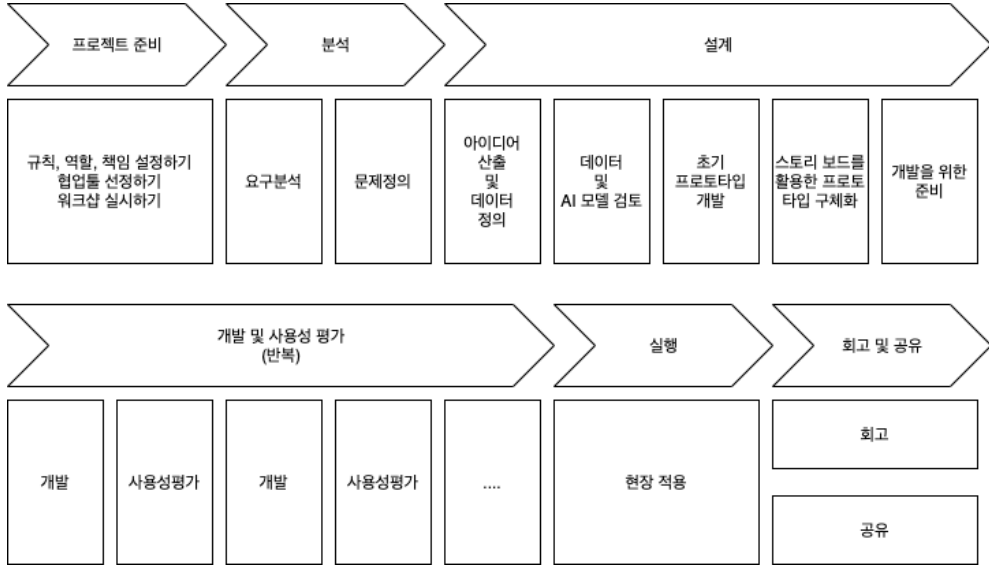 프로젝트 준비
분석
설계
규칙, 역할, 책임 설정하기
협업툴 선정하기
워크샵 실시하기
요구분석
문제정의
아이디어
산출
및
데이터
정의
데이터
및
AI 모델 검토
초기
프로토타입
개발
스토리 보드를
활용한 프로토
타입 구체화
개발을 위한
준비
개발 및 사용성 평가
(반복)
실행
회고 및 공유
개발
사용성평가
개발
사용성평가
....
현장 적용
회고
공유